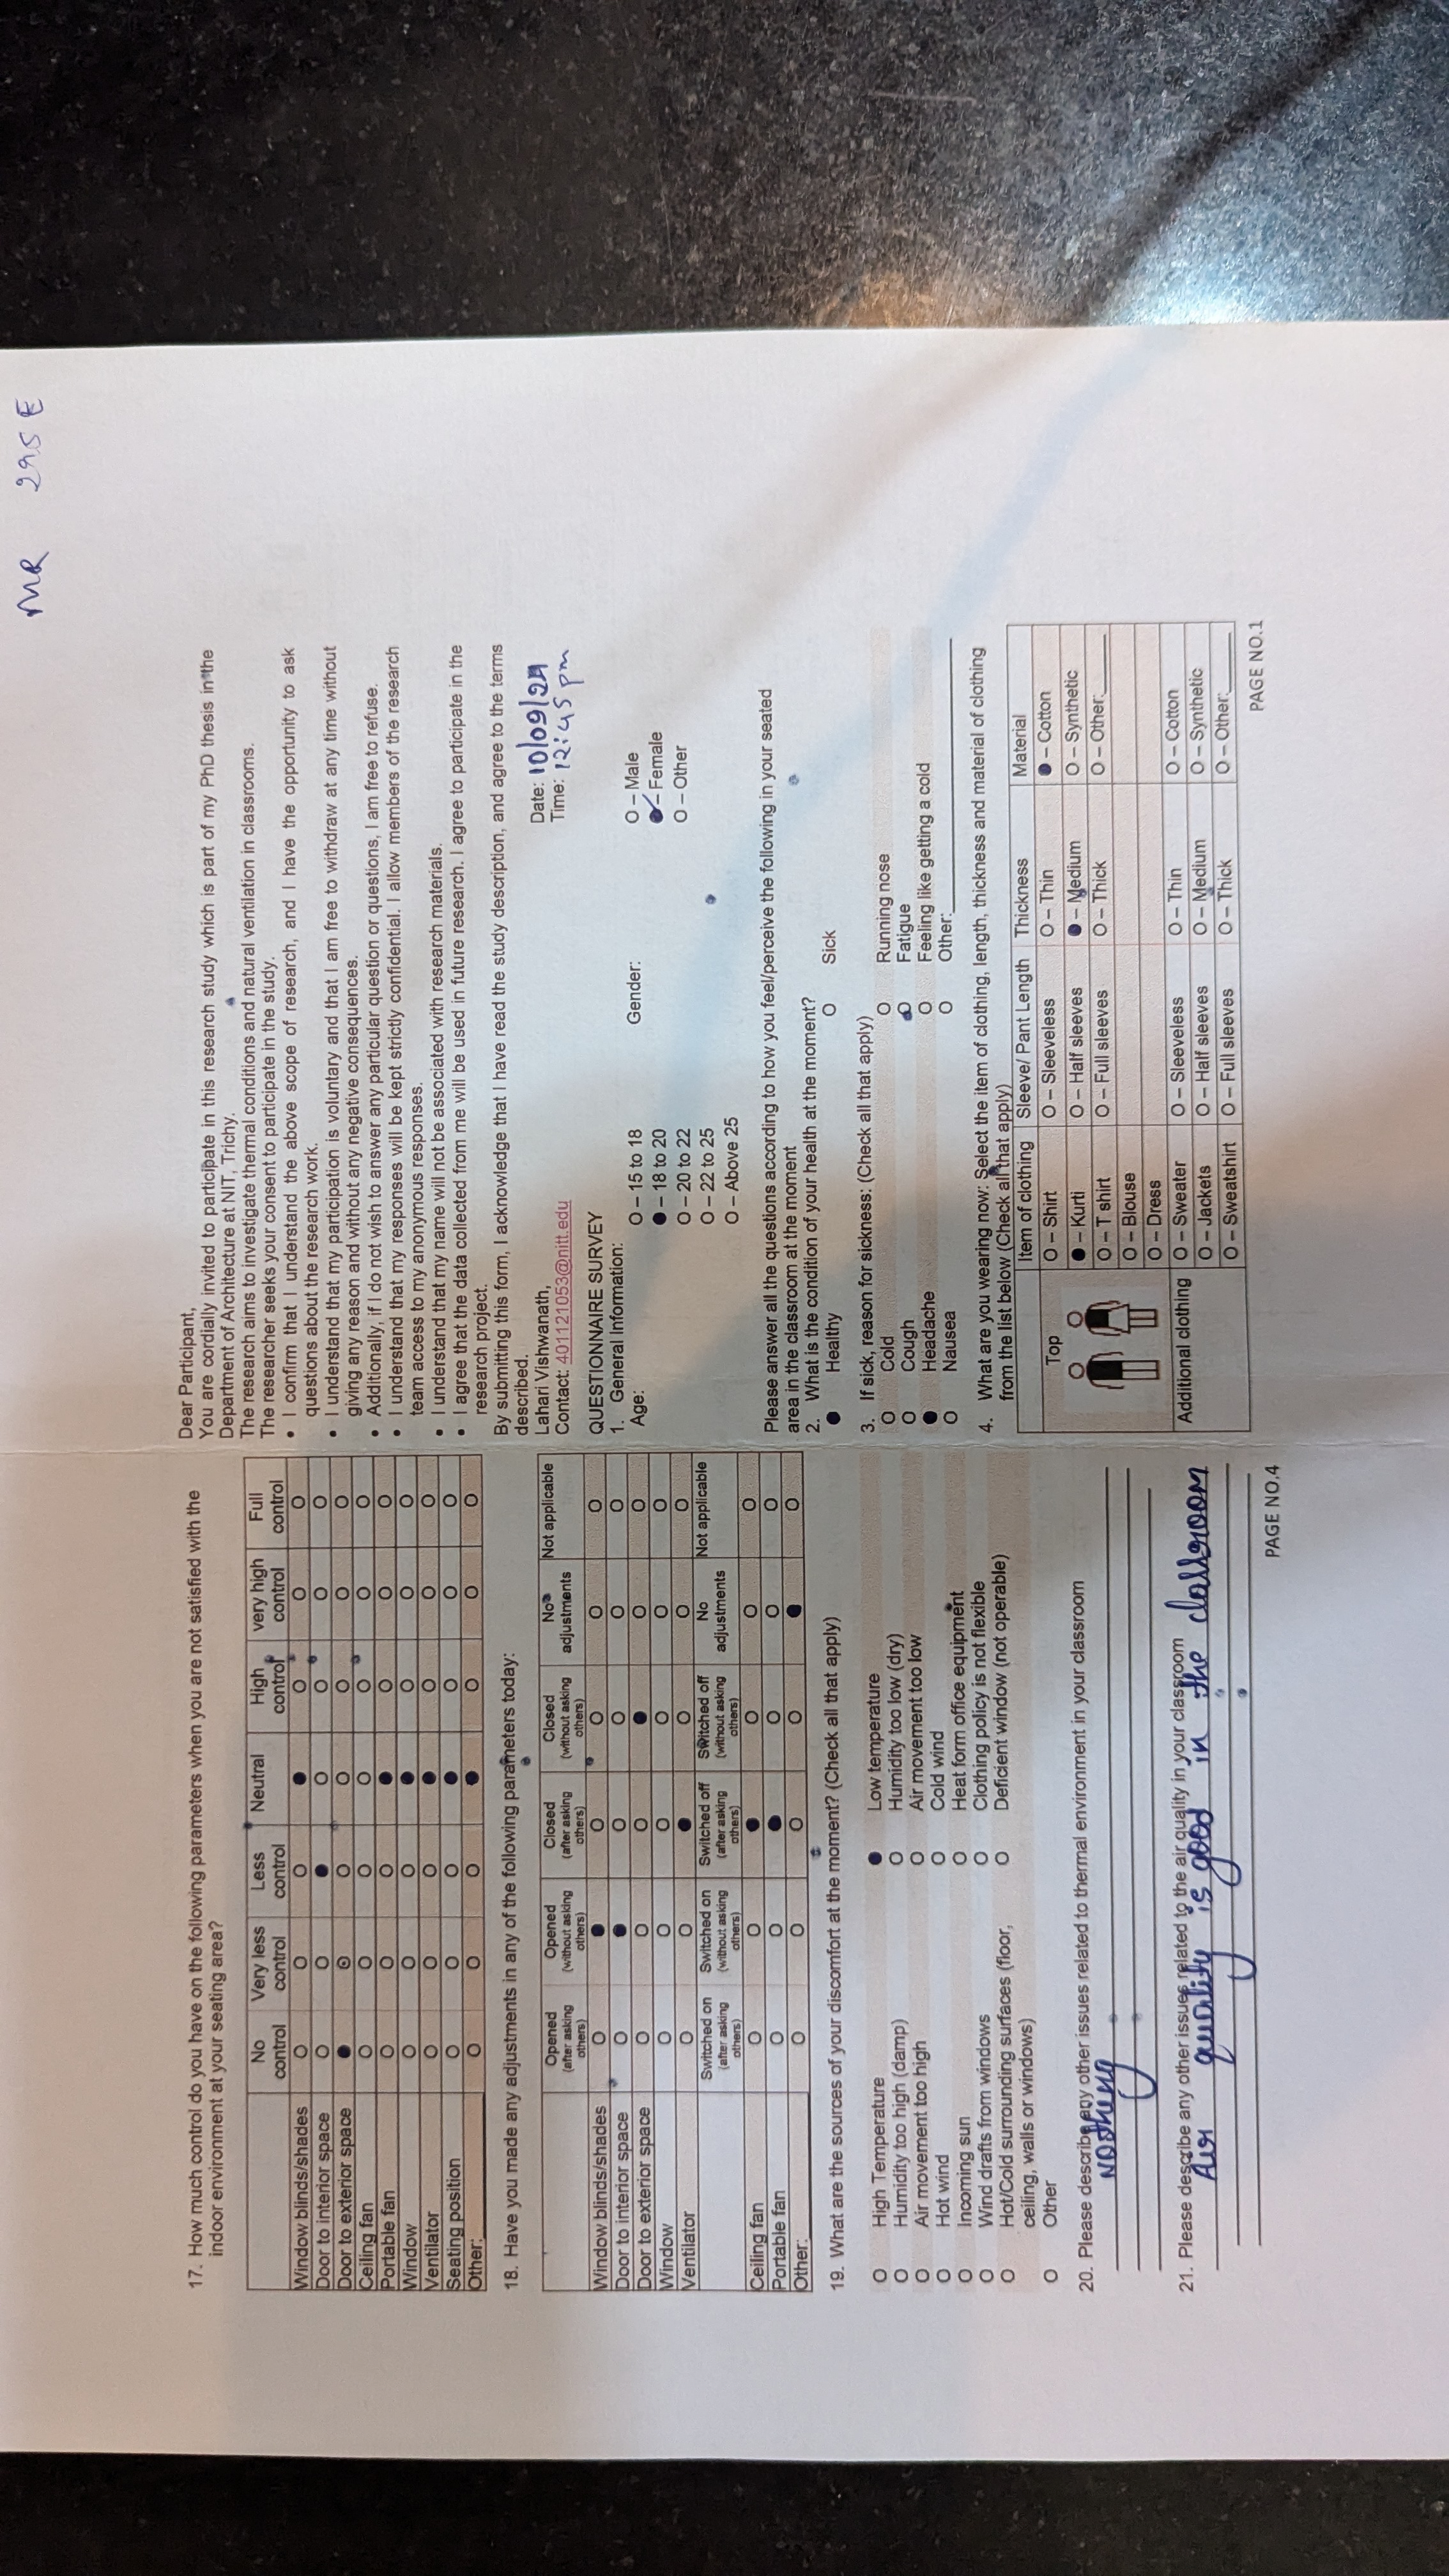 MR 295 E
17. How much control do you have on the following parameters when you are not satisfied with the
indoor environment at your seating area?
No control Very less control Less control Neutral High control very high control Full control
Window blinds/shades O O O ● O O O
Door to interior space O O ● O O O O
Door to exterior space ● O O O O O O
Ceiling fan O O O O O O O
Portable fan O O O ● O O O
Window O O O ● O O O
Ventilator O O O ● O O O
Seating position O O O ● O O O
Other: O O O ● O O O
18. Have you made any adjustments in any of the following parameters today:
Opened (after asking others) Opened (without asking others) Closed (after asking others) Closed (without asking others) No adjustments Not applicable
Window blinds/shades O ● O O O O
Door to interior space O ● O O O O
Door to exterior space O O O ● O O
Window O O O O O O
Ventilator O O ● O O O
Switched on (after asking others) Switched on (without asking others) Switched off (after asking others) Switched off (without asking others) No adjustments Not applicable
Ceiling fan O O ● O O O
Portable fan O O ● O O O
Other: O O O O ● O
19. What are the sources of your discomfort at the moment? (Check all that apply)
O High Temperature ● Low temperature
O Humidity too high (damp) O Humidity too low (dry)
O Air movement too high O Air movement too low
O Hot wind O Cold wind
O Incoming sun O Heat form office equipment
O Wind drafts from windows O Clothing policy is not flexible
O Hot/Cold surrounding surfaces (floor, O Deficient window (not operable)
ceiling, walls or windows)
O Other
20. Please describe any other issues related to thermal environment in your classroom
Nothing
21. Please describe any other issues related to the air quality in your classroom
Air quality is good in the classroom
PAGE NO.4
Dear Participant,
You are cordially invited to participate in this research study which is part of my PhD thesis in the
Department of Architecture at NIT, Trichy.
The research aims to investigate thermal conditions and natural ventilation in classrooms.
The researcher seeks your consent to participate in the study.
• I confirm that I understand the above scope of research, and I have the opportunity to ask
questions about the research work.
• I understand that my participation is voluntary and that I am free to withdraw at any time without
giving any reason and without any negative consequences.
• Additionally, if I do not wish to answer any particular question or questions, I am free to refuse.
• I understand that my responses will be kept strictly confidential. I allow members of the research
team access to my anonymous responses.
• I understand that my name will not be associated with research materials.
• I agree that the data collected from me will be used in future research. I agree to participate in the
research project.
By submitting this form, I acknowledge that I have read the study description, and agree to the terms
described.
Lahari Vishwanath, Date: 10/09/24
Contact: 401121053@nitt.edu Time: 12:45 pm
QUESTIONNAIRE SURVEY
1. General Information:
Age: O – 15 to 18 Gender: O – Male
● – 18 to 20 ● – Female
O – 20 to 22 O – Other
O – 22 to 25
O – Above 25
Please answer all the questions according to how you feel/perceive the following in your seated
area in the classroom at the moment
2. What is the condition of your health at the moment?
● Healthy O Sick
3. If sick, reason for sickness: (Check all that apply)
O Cold O Running nose
O Cough O Fatigue
● Headache O Feeling like getting a cold
O Nausea O Other:
4. What are you wearing now: Select the item of clothing, length, thickness and material of clothing
from the list below (Check all that apply)
Item of clothing Sleeve/ Pant Length Thickness Material
Top O – Shirt O – Sleeveless O – Thin ● – Cotton
● – Kurti O – Half sleeves ● – Medium O – Synthetic
O – T shirt O – Full sleeves O – Thick O – Other:
O – Blouse
O – Dress
Additional clothing O – Sweater O – Sleeveless O – Thin O – Cotton
O – Jackets O – Half sleeves O – Medium O – Synthetic
O – Sweatshirt O – Full sleeves O – Thick O – Other:
PAGE NO.1